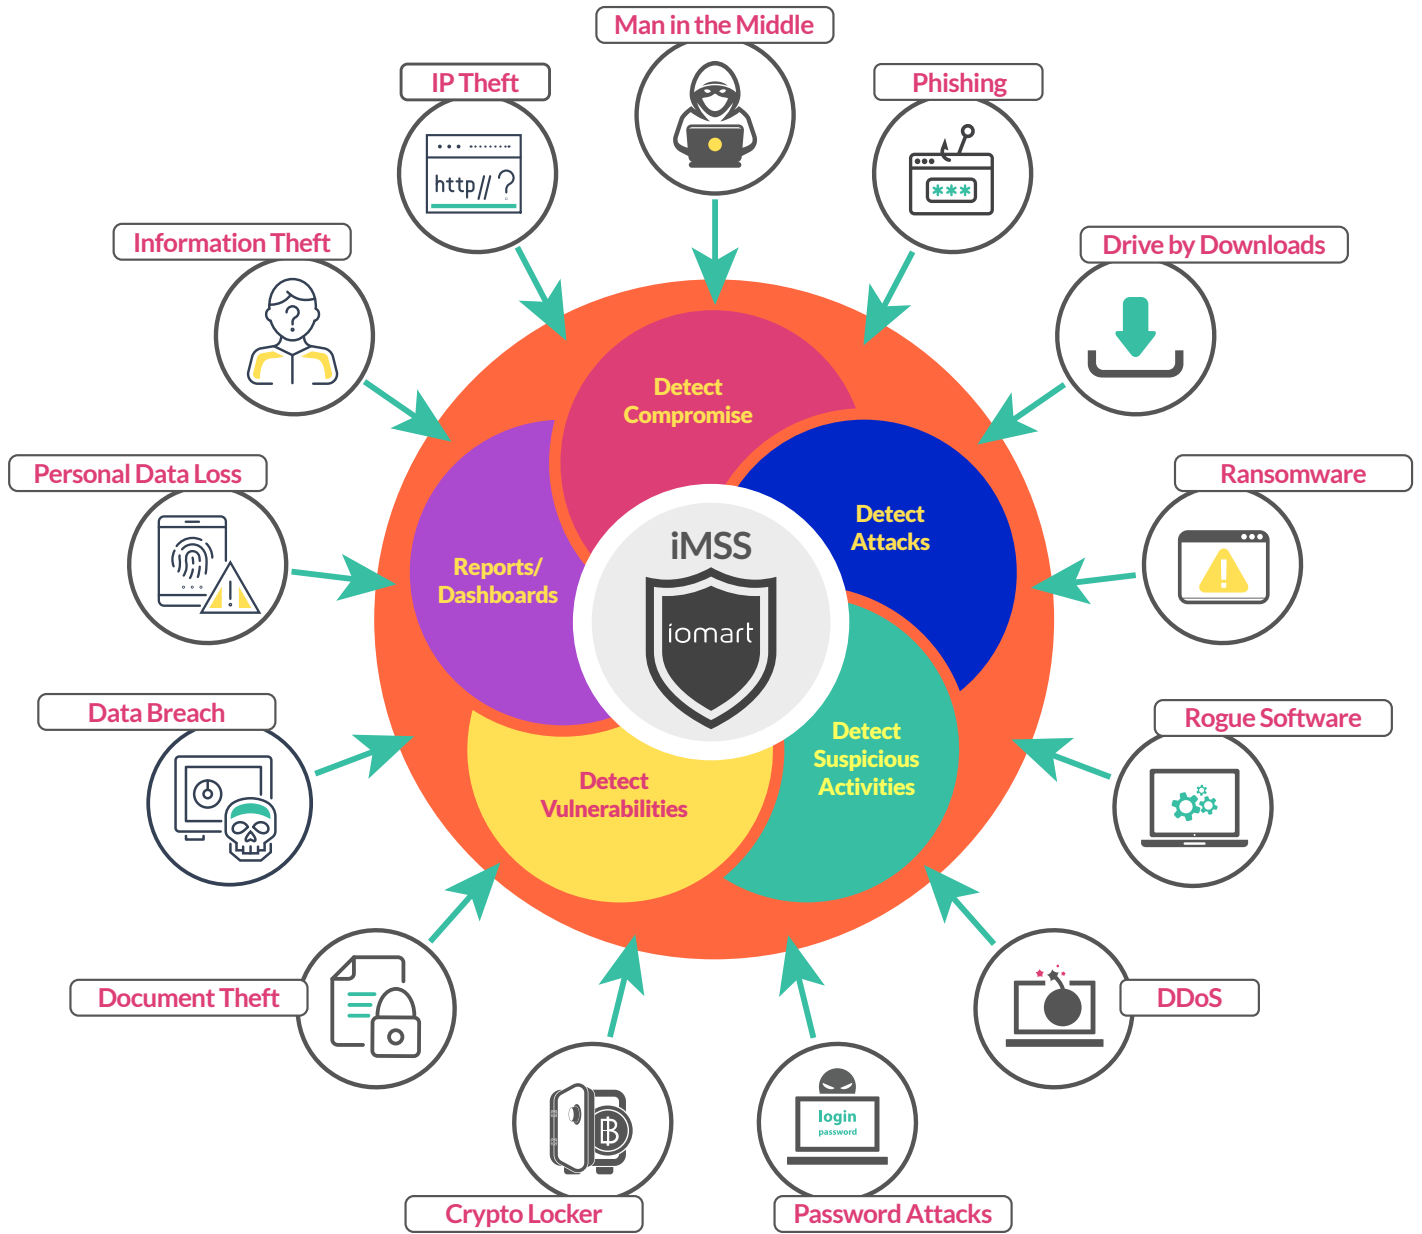 Man in the Middle
IP Theft
Phishing
http//?
***
Information Theft
Drive by Downloads
?
Detect
Compromise
Personal Data Loss
Ransomware
Detect
Attacks
iMSS
Reports/
Dashboards
!
!
iomart
Data Breach
Rogue Software
Detect
Suspicious
Activities
Detect
Vulnerabilities
Document Theft
DDoS
login
password
Crypto Locker
Password Attacks